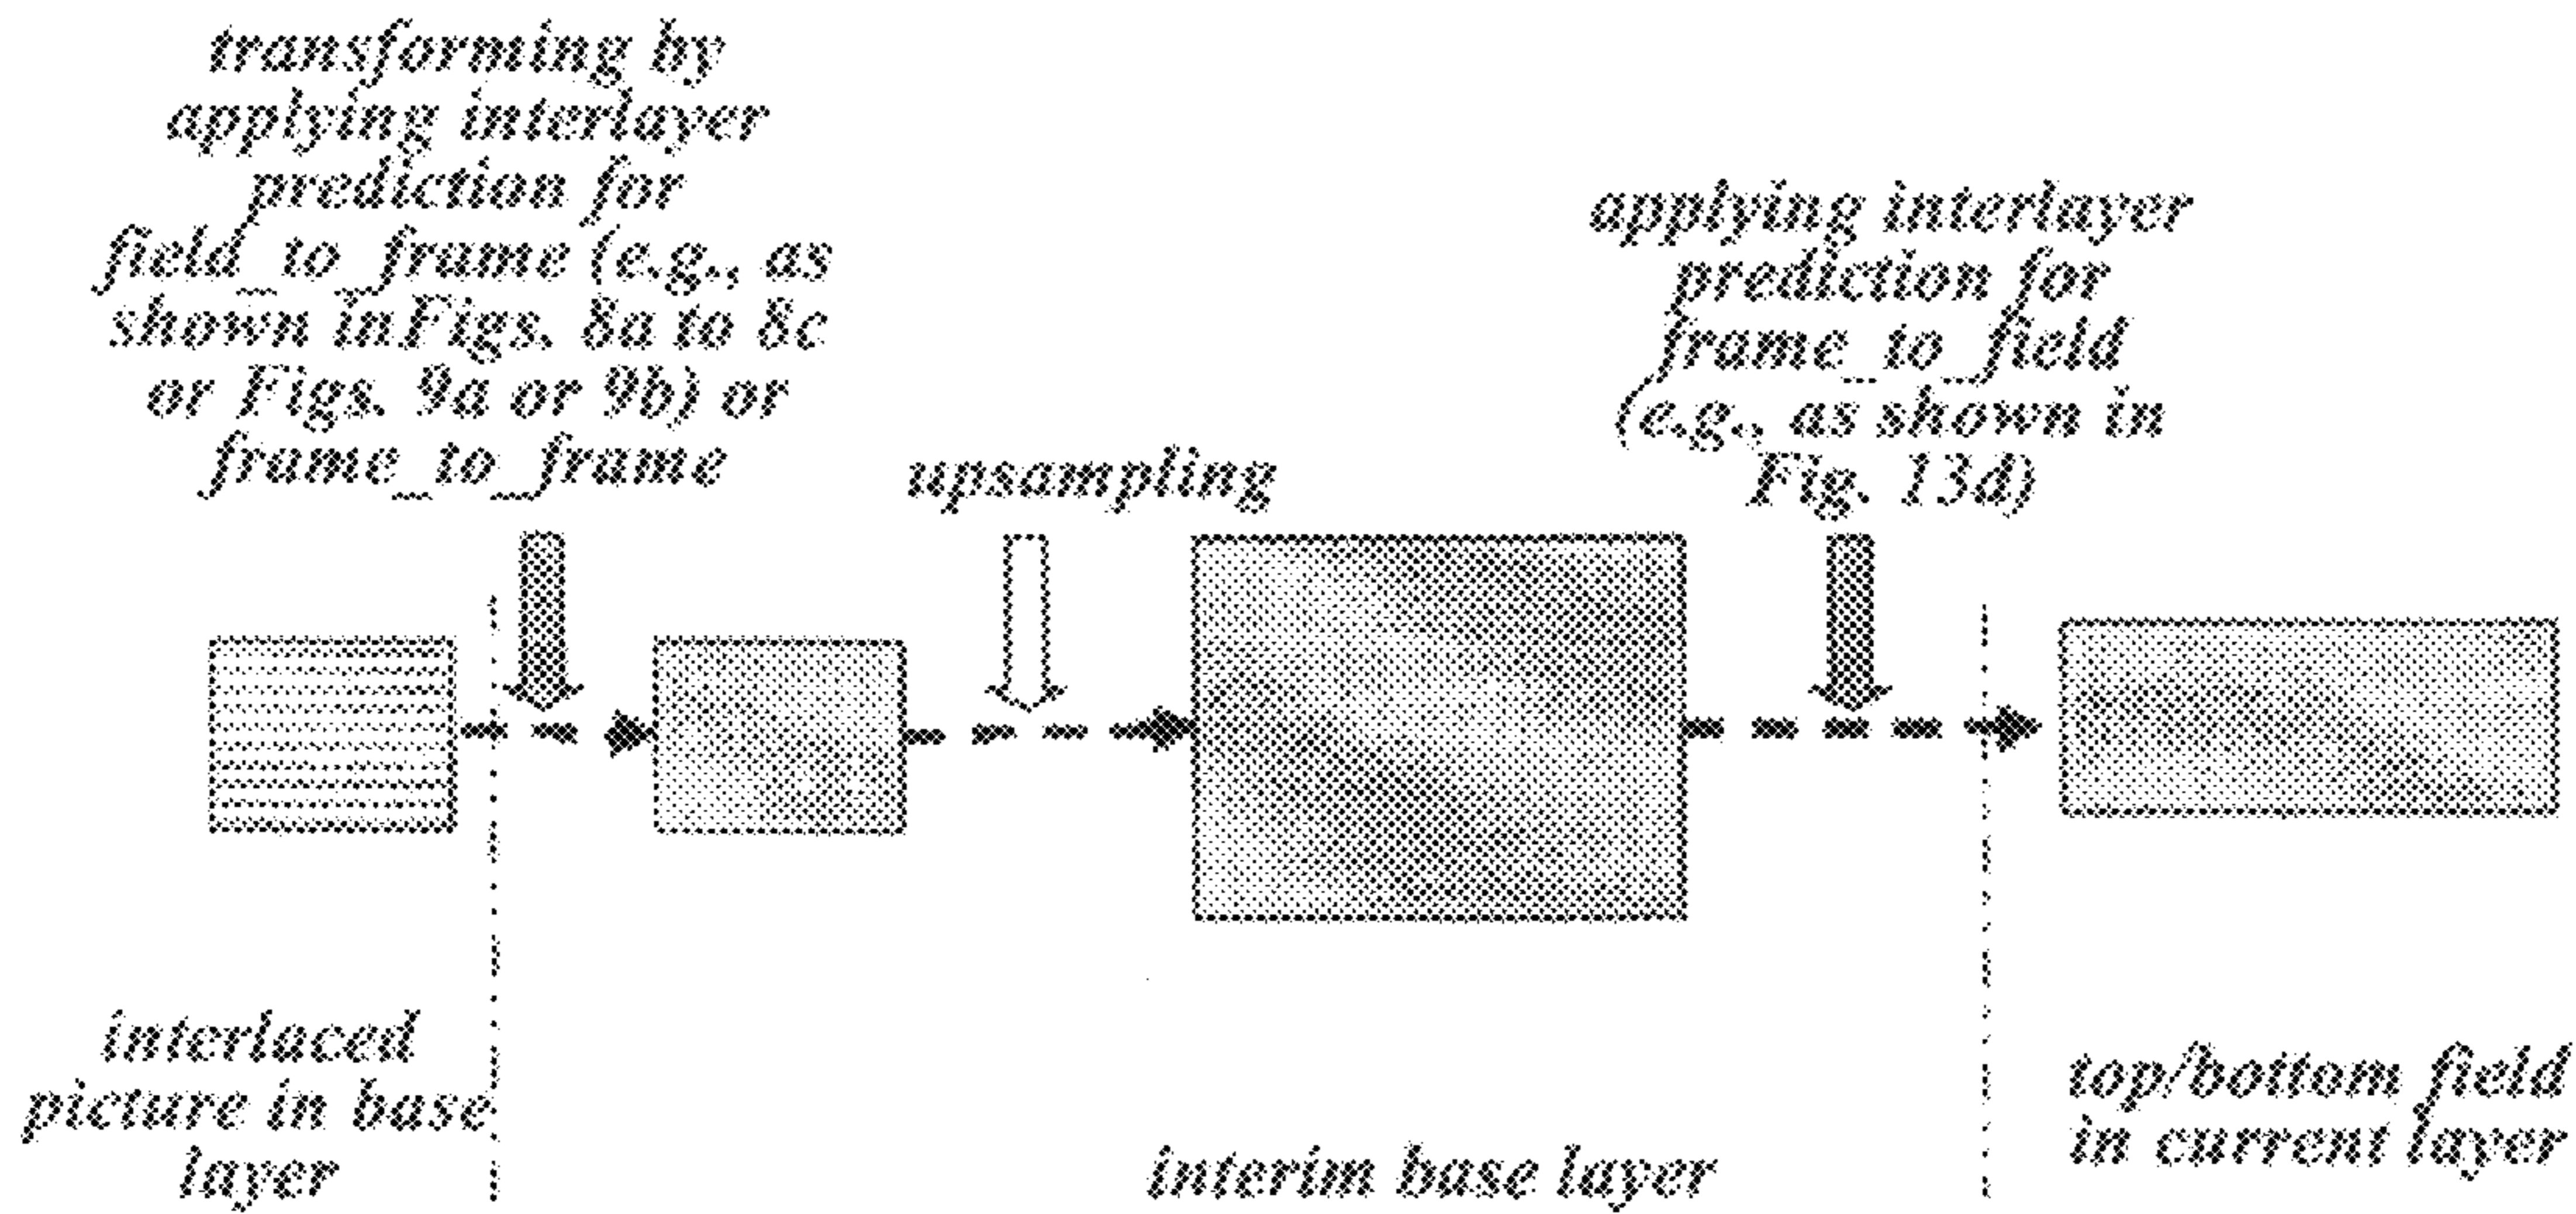 transforming by
applying interlayer
prediction for
field_to_frame (e.g., as
shown inFigs. 8a to 8c
or Figs. 9a or 9b) or
frame_to_frame
upsampling
applying interlayer
prediction for
frame_to_field
(e.g., as shown in
Fig. 13d)
interlaced
picture in base
layer
interim base layer
top/bottom field
in current layer